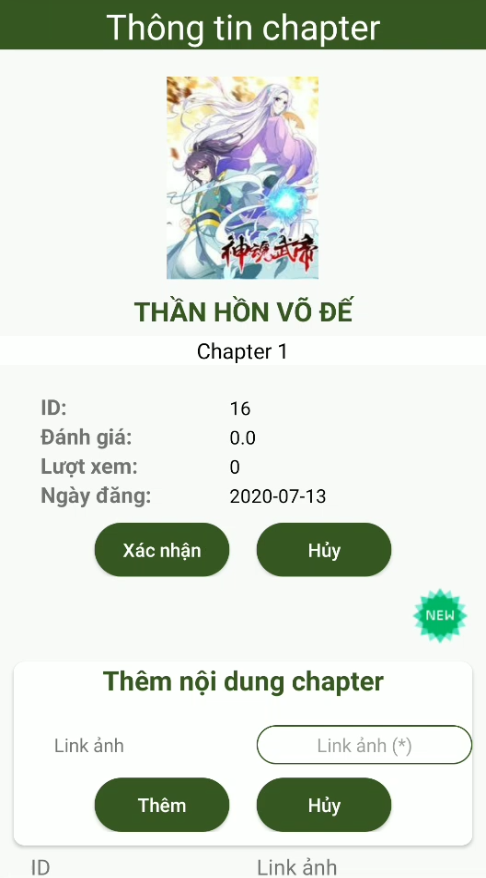 Thông tin chapter
神魂武帝
THẦN HỒN VÕ ĐẾ
Chapter 1
ID: 16
Đánh giá: 0.0
Lượt xem: 0
Ngày đăng: 2020-07-13
Xác nhận Hủy
NEW
Thêm nội dung chapter
Link ảnh Link ảnh (*)
Thêm Hủy
ID Link ảnh